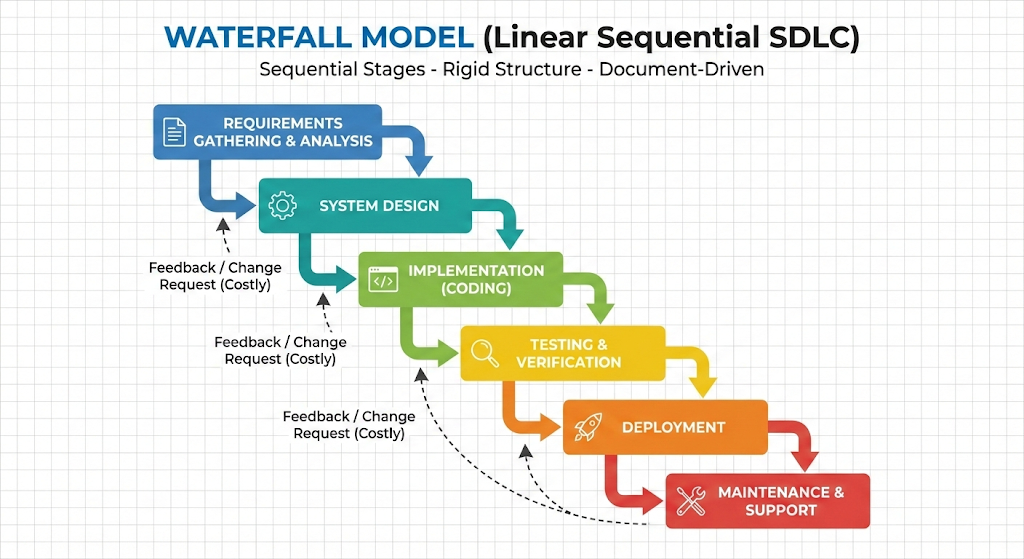 WATERFALL MODEL (Linear Sequential SDLC)
Sequential Stages - Rigid Structure - Document-Driven
REQUIREMENTS
GATHERING & ANALYSIS
SYSTEM DESIGN
Feedback / Change
Request (Costly)
</>
IMPLEMENTATION
(CODING)
Feedback / Change
Request (Costly)
TESTING &
VERIFICATION
Feedback / Change
Request (Costly)
DEPLOYMENT
MAINTENANCE &
SUPPORT